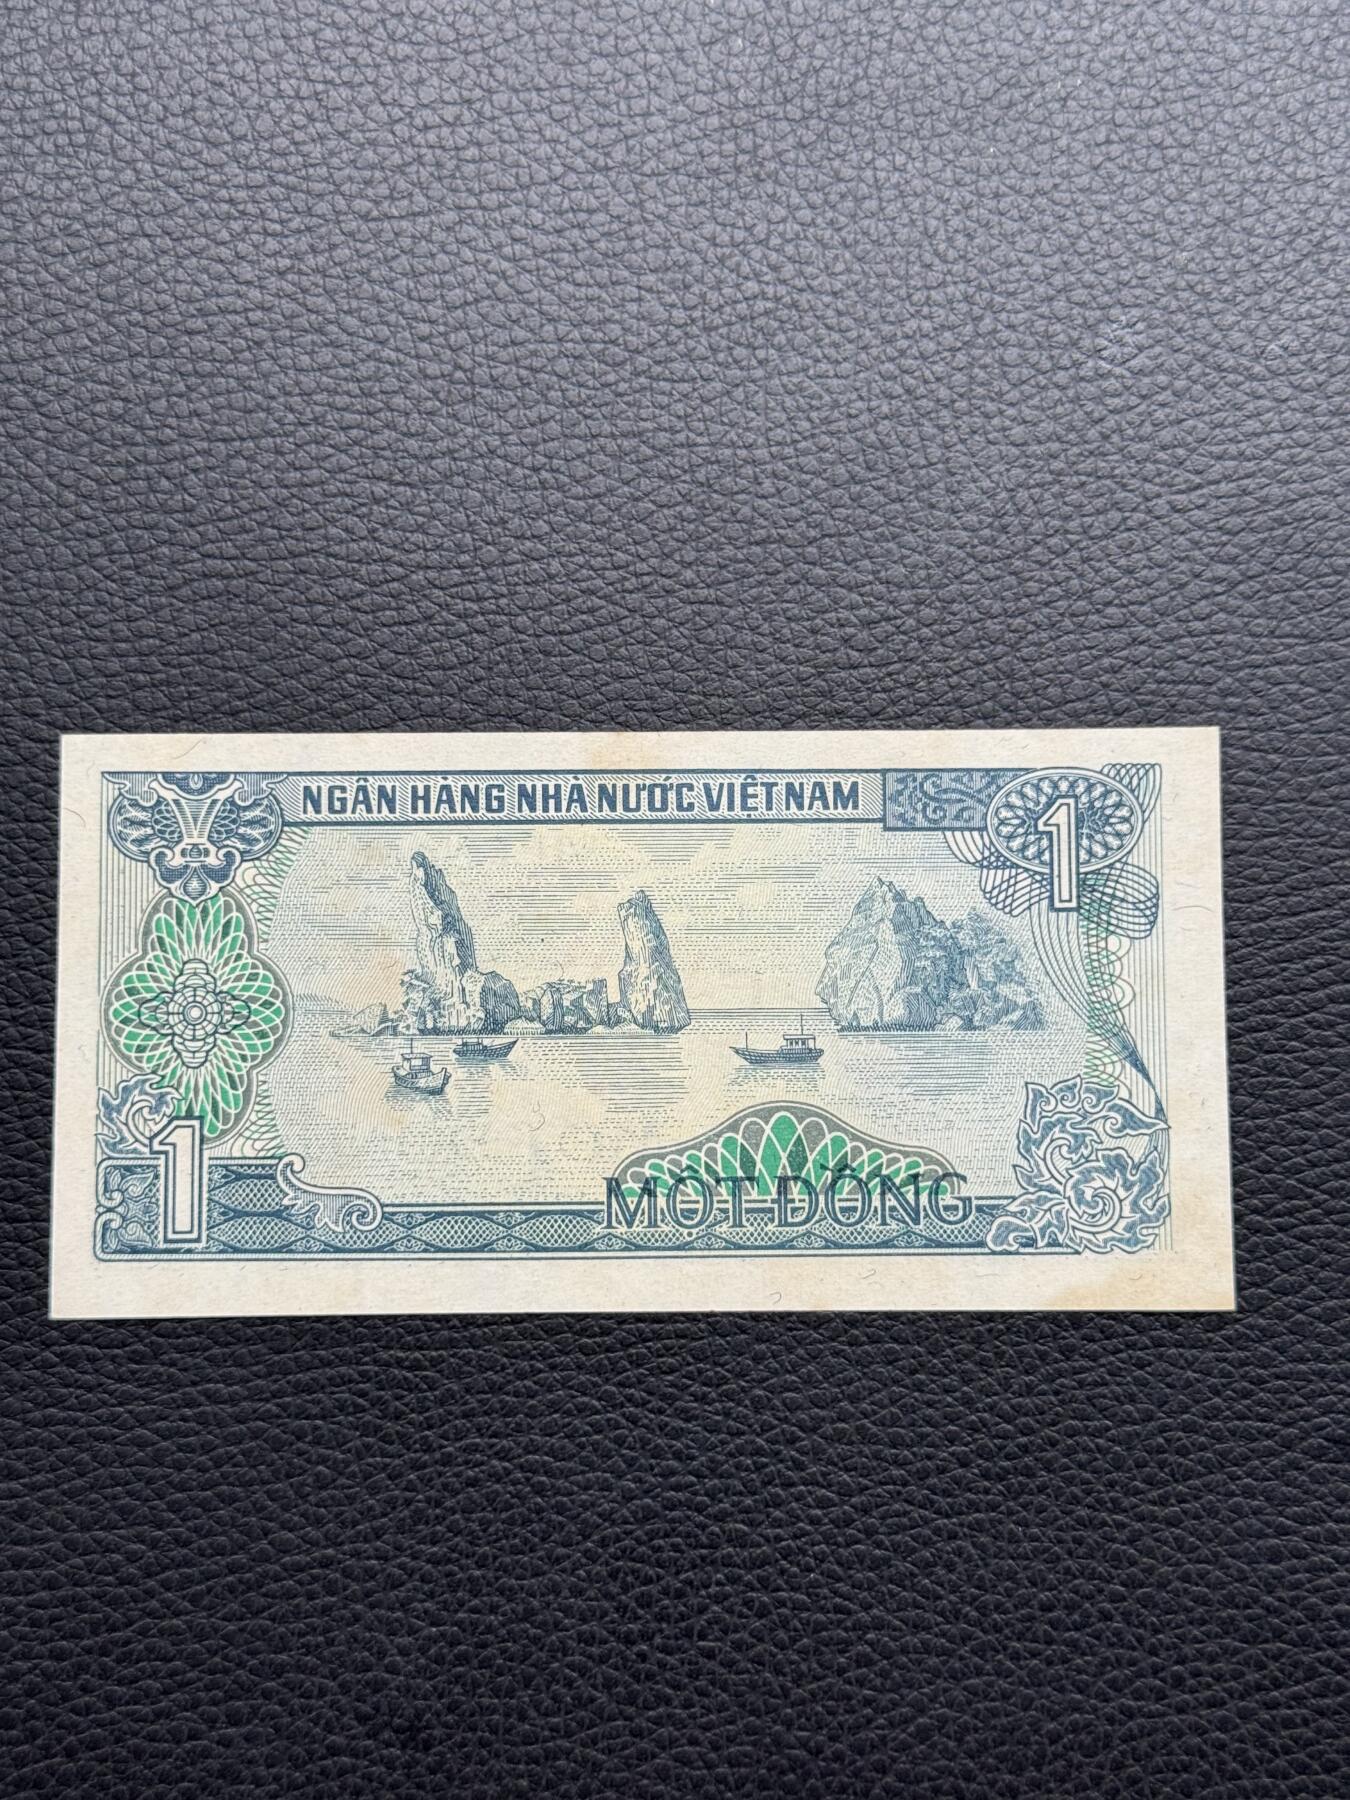 NGÂN HÀNG NHÀ NƯỚC VIỆT NAM
1
1
MỘT ĐỒNG